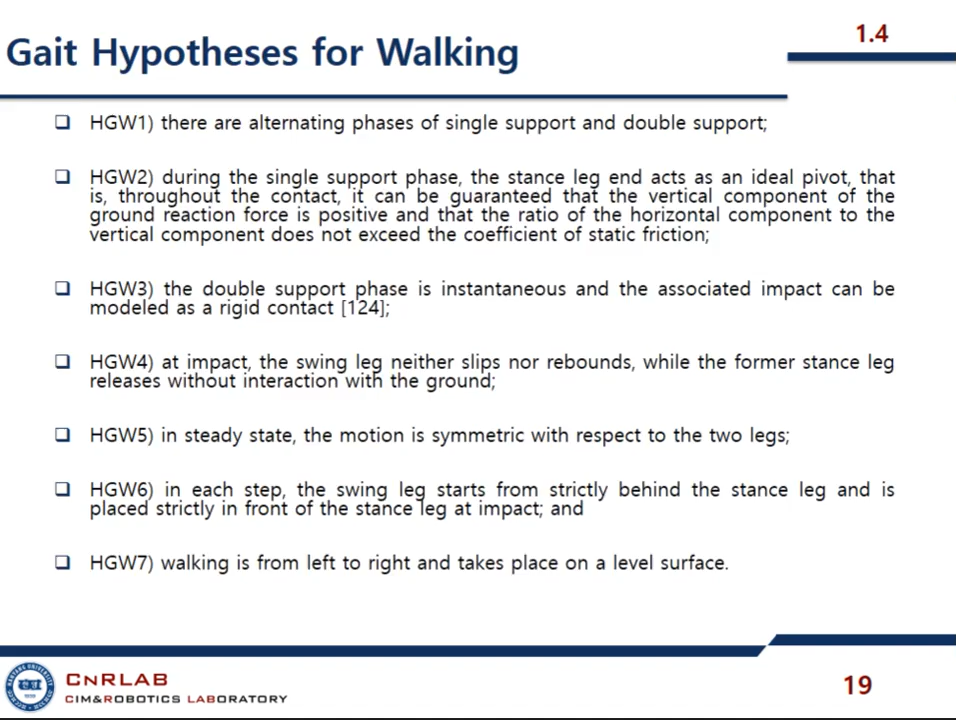 1.4
Gait Hypotheses for Walking
HGW1) there are alternating phases of single support and double support;
HGW2) during the single support phase, the stance leg end acts as an ideal pivot, that
is, throughout the contact, it can be guaranteed that the vertical component of the
ground reaction force is positive and that the ratio of the horizontal component to the
vertical component does not exceed the coefficient of static friction;
HGW3) the double support phase is instantaneous and the associated impact can be
modeled as a rigid contact [124];
HGW4) at impact, the swing leg neither slips nor rebounds, while the former stance leg
releases without interaction with the ground;
HGW5) in steady state, the motion is symmetric with respect to the two legs;
HGW6) in each step, the swing leg starts from strictly behind the stance leg and is
placed strictly in front of the stance leg at impact; and
HGW7) walking is from left to right and takes place on a level surface.
CNRLAB
CIM&ROBOTICS LABORATORY
19